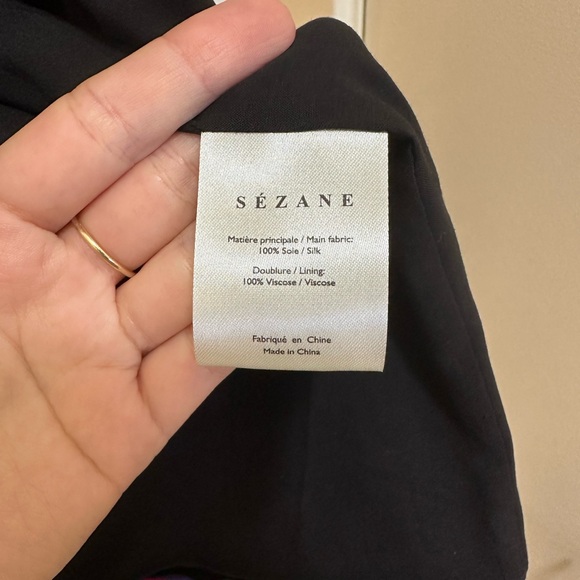 SÉZANE
Matière principale / Main fabric:
100% Soie / Silk
Doublure / Lining:
100% Viscose / Viscose
Fabriqué en Chine
Made in China